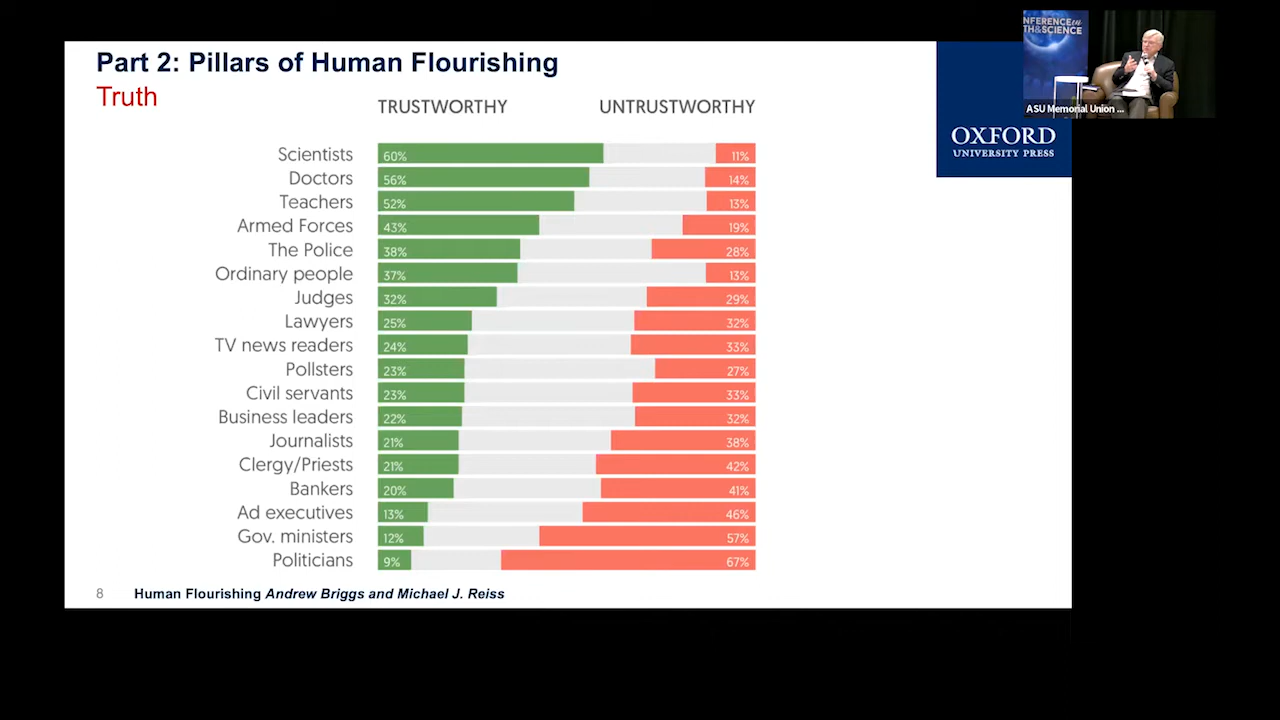 Part 2: Pillars of Human Flourishing
Truth
TRUSTWORTHY UNTRUSTWORTHY
Scientists 60% 11%
Doctors 56% 14%
Teachers 52% 13%
Armed Forces 43% 19%
The Police 38% 28%
Ordinary people 37% 13%
Judges 32% 29%
Lawyers 25% 32%
TV news readers 24% 33%
Pollsters 23% 27%
Civil servants 23% 33%
Business leaders 22% 32%
Journalists 21% 38%
Clergy/Priests 21% 42%
Bankers 20% 41%
Ad executives 13% 46%
Gov. ministers 12% 57%
Politicians 9% 67%
8 Human Flourishing Andrew Briggs and Michael J. Reiss
OXFORD
UNIVERSITY PRESS
NFERENCE in
TH&SCIENCE
ASU Memorial Union ...